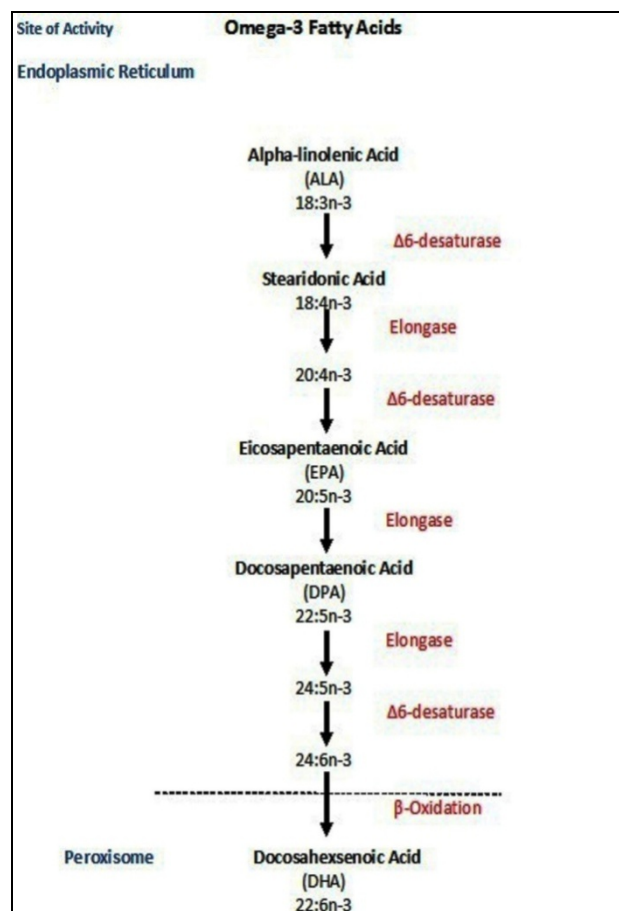 Site of Activity Omega-3 Fatty Acids
Endoplasmic Reticulum
Alpha-linolenic Acid
(ALA)
18:3n-3
Δ6-desaturase
Stearidonic Acid
18:4n-3
Elongase
20:4n-3
Δ6-desaturase
Eicosapentaenoic Acid
(EPA)
20:5n-3
Elongase
Docosapentaenoic Acid
(DPA)
22:5n-3
Elongase
24:5n-3
Δ6-desaturase
24:6n-3
β-Oxidation
Peroxisome Docosahexsenoic Acid
(DHA)
22:6n-3